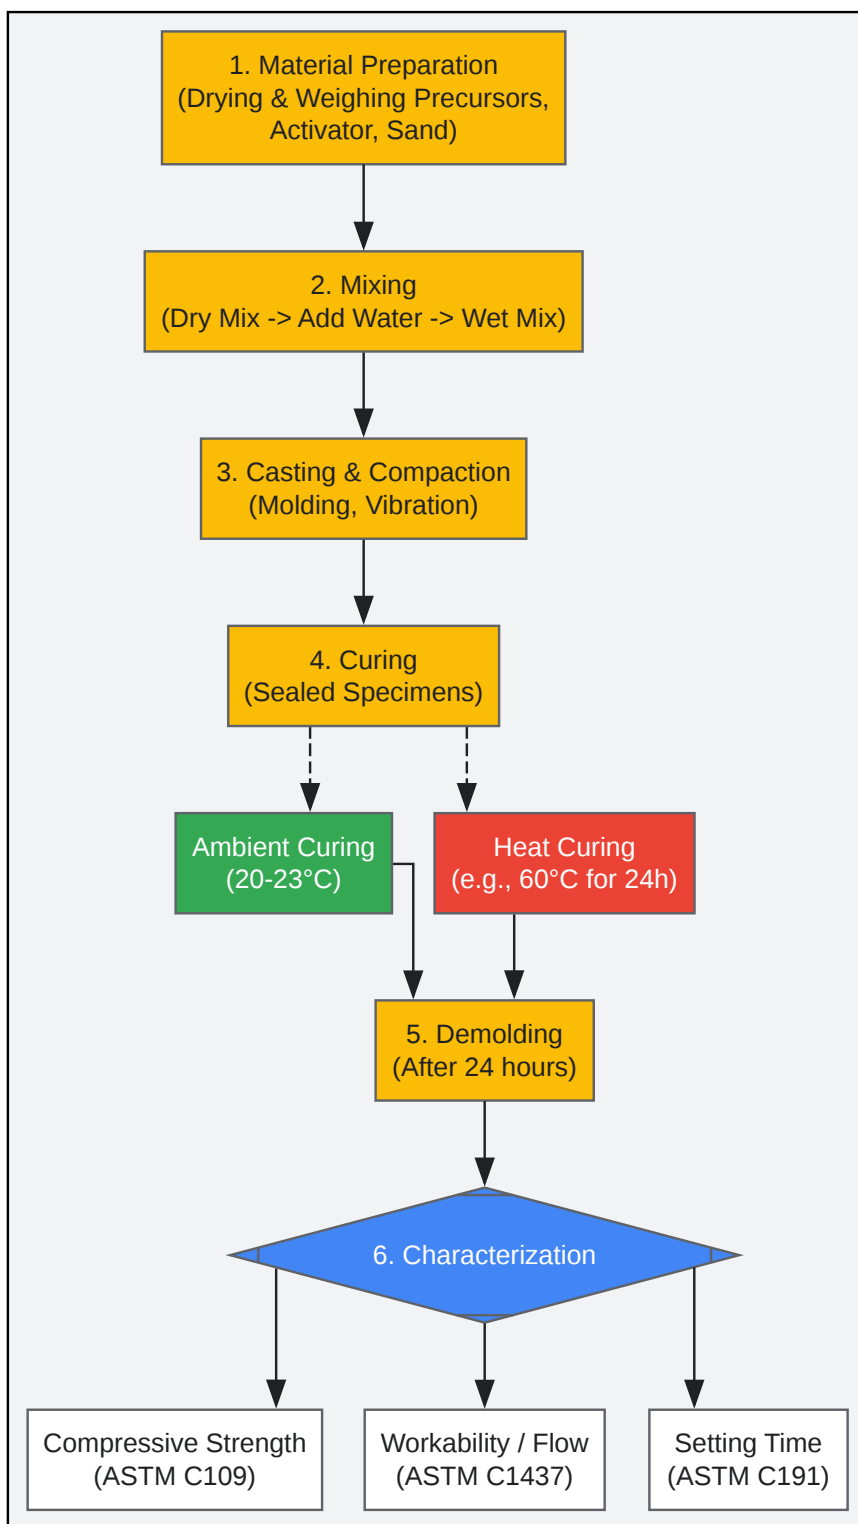 1. Material Preparation
(Drying & Weighing Precursors,
Activator, Sand)
2. Mixing
(Dry Mix -> Add Water -> Wet Mix)
3. Casting & Compaction
(Molding, Vibration)
4. Curing
(Sealed Specimens)
Ambient Curing
(20-23°C)
Heat Curing
(e.g., 60°C for 24h)
5. Demolding
(After 24 hours)
6. Characterization
Compressive Strength
(ASTM C109)
Workability / Flow
(ASTM C1437)
Setting Time
(ASTM C191)